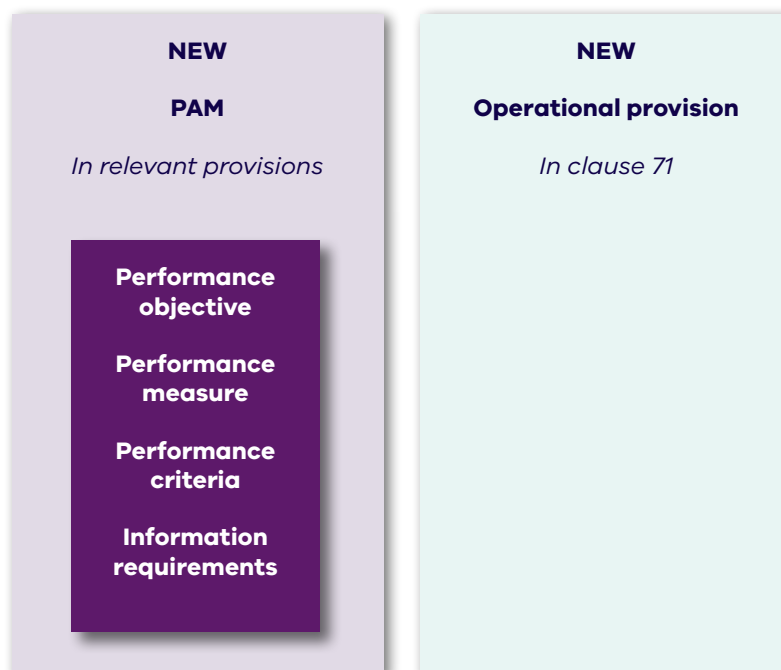 NEW
PAM
In relevant provisions
Performance
objective
Performance
measure
Performance
criteria
Information
requirements
NEW
Operational provision
In clause 71